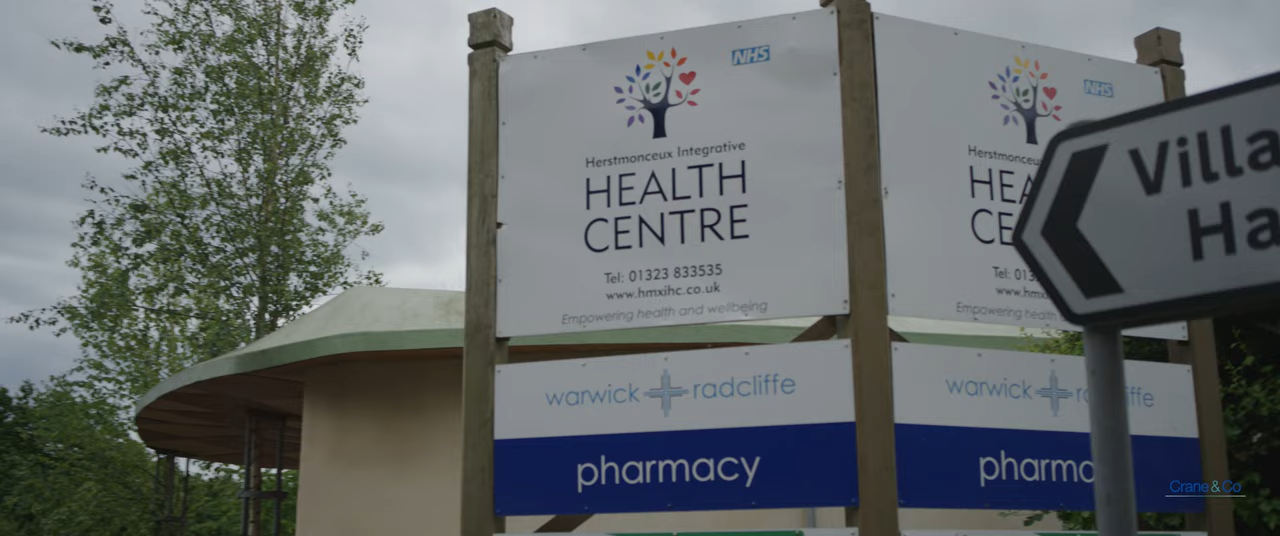 NHS
Herstmonceux Integrative
HEALTH
CENTRE
Tel: 01323 833535
www.hmxihc.co.uk
Empowering health and wellbeing
warwick radcliffe
pharmacy
NHS
Herstmonceu
HEA
CE
Tel: 013
www.hmx
Empowering health
warwick radcliffe
pharmac
Villa
Ha
Crane & Co